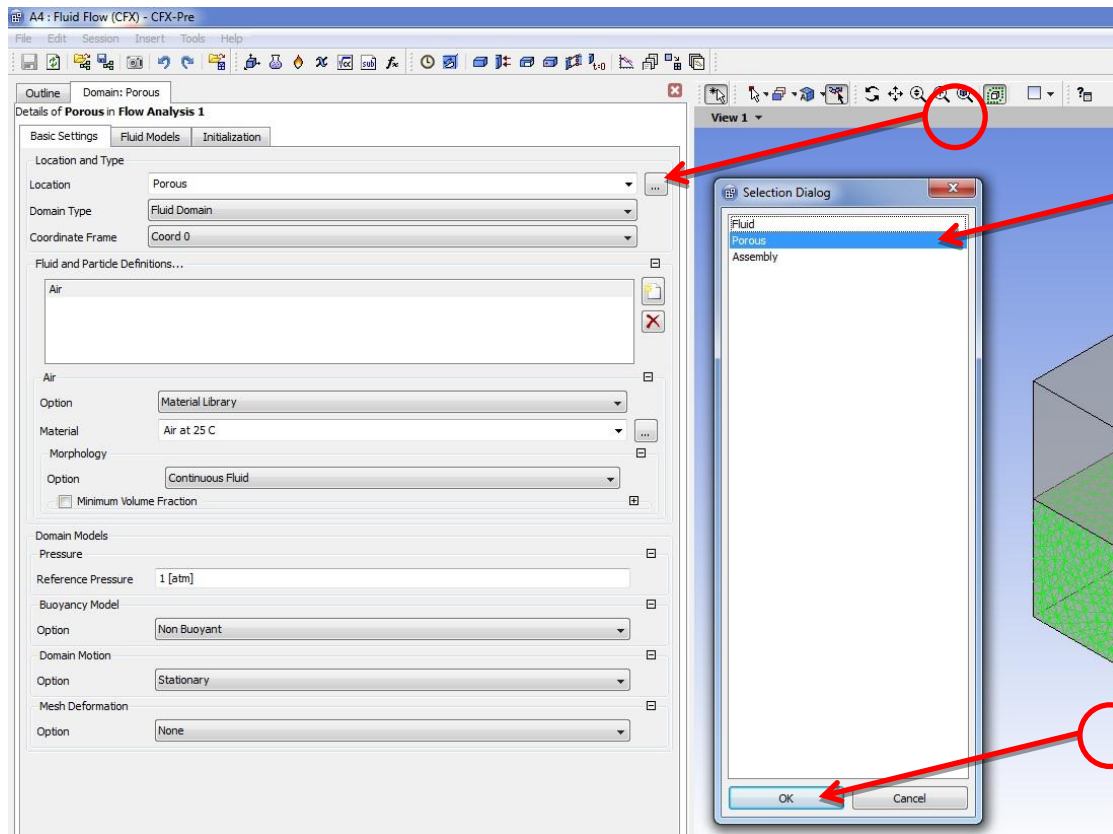 A4 : Fluid Flow (CFX) - CFX-Pre
File Edit Session Insert Tools Help
Outline Domain: Porous
Details of Porous in Flow Analysis 1
Basic Settings Fluid Models Initialization
Location and Type
Location Porous ...
Domain Type Fluid Domain
Coordinate Frame Coord 0
Fluid and Particle Definitions...
Air
Air
Option Material Library
Material Air at 25 C ...
Morphology
Option Continuous Fluid
Minimum Volume Fraction
Domain Models
Pressure
Reference Pressure 1 [atm]
Buoyancy Model
Option Non Buoyant
Domain Motion
Option Stationary
Mesh Deformation
Option None
View 1
Selection Dialog
Fluid
Porous
Assembly
OK Cancel